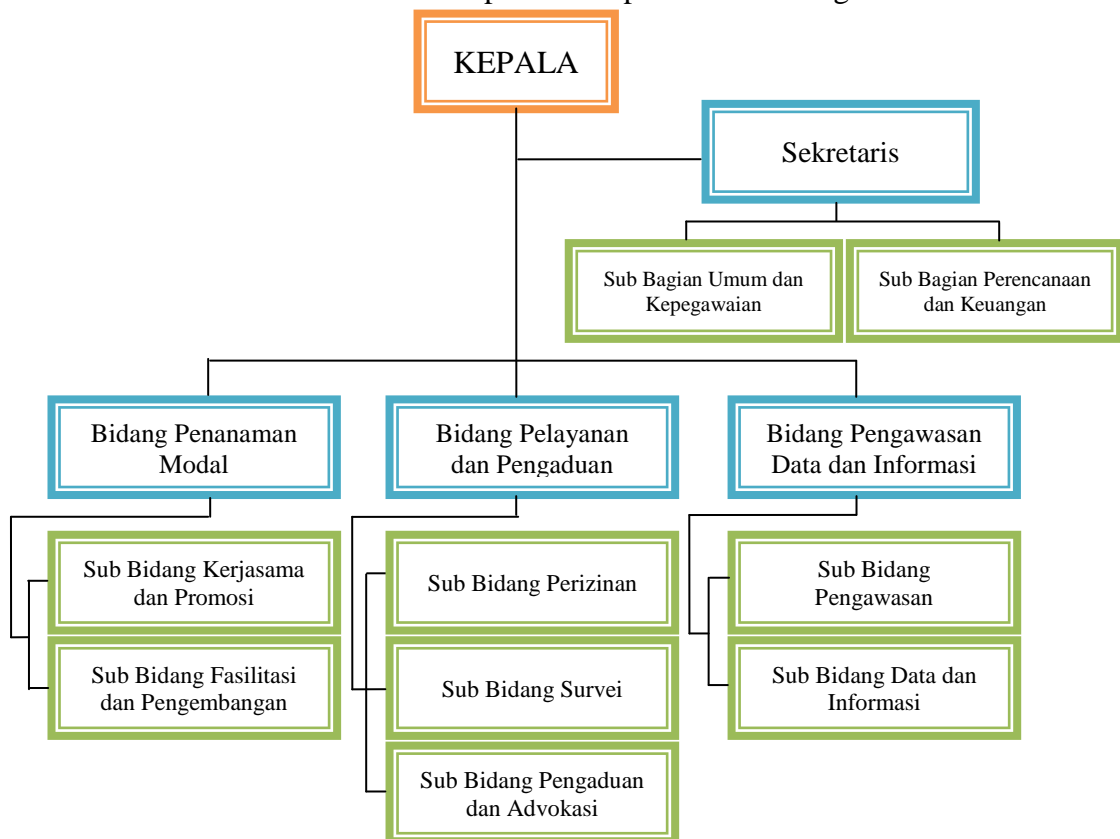 KEPALA
Sekretaris
Sub Bagian Umum dan
Kepegawaian
Sub Bagian Perencanaan
dan Keuangan
Bidang Penanaman
Modal
Bidang Pelayanan
dan Pengaduan
Bidang Pengawasan
Data dan Informasi
Sub Bidang Kerjasama
dan Promosi
Sub Bidang Perizinan
Sub Bidang
Pengawasan
Sub Bidang Fasilitasi
dan Pengembangan
Sub Bidang Survei
Sub Bidang Data dan
Informasi
Sub Bidang Pengaduan
dan Advokasi